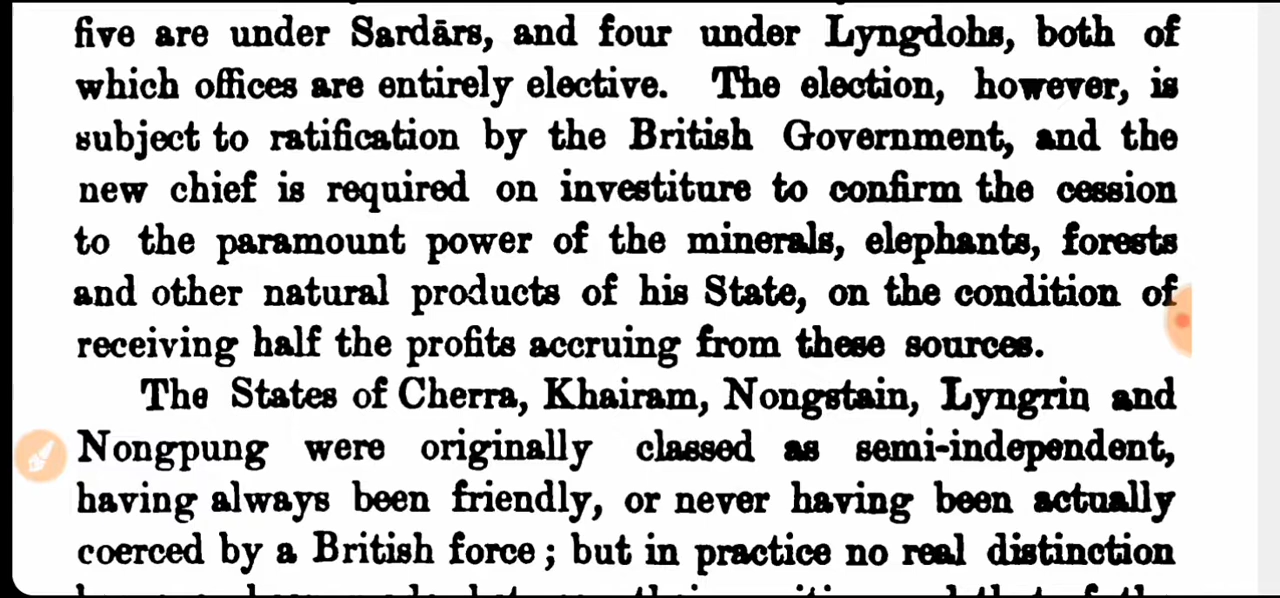 five are under Sardārs, and four under Lyngdohs, both of
which offices are entirely elective. The election, however, is
subject to ratification by the British Government, and the
new chief is required on investiture to confirm the cession
to the paramount power of the minerals, elephants, forests
and other natural products of his State, on the condition of
receiving half the profits accruing from these sources.
The States of Cherra, Khairam, Nongstain, Lyngrin and
Nongpung were originally classed as semi-independent,
having always been friendly, or never having been actually
coerced by a British force; but in practice no real distinction